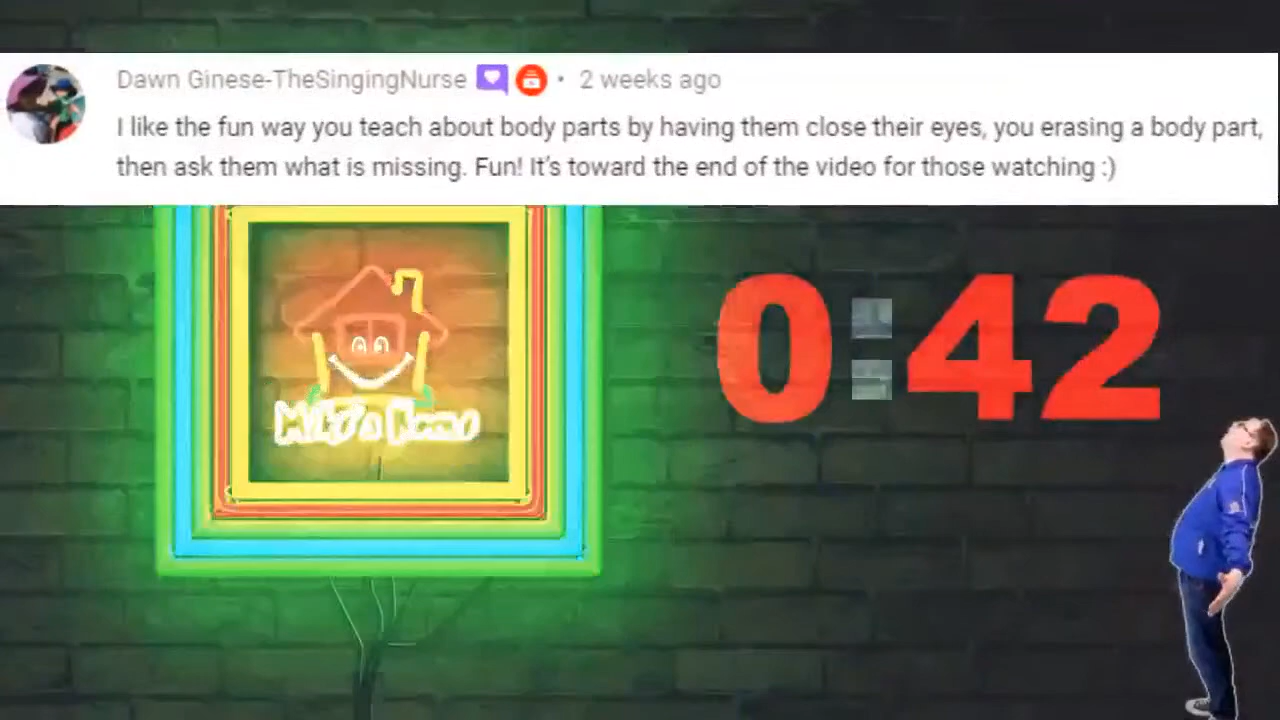 Dawn Ginese-TheSingingNurse • 2 weeks ago
I like the fun way you teach about body parts by having them close their eyes, you erasing a body part,
then ask them what is missing. Fun! It's toward the end of the video for those watching :)
0:42